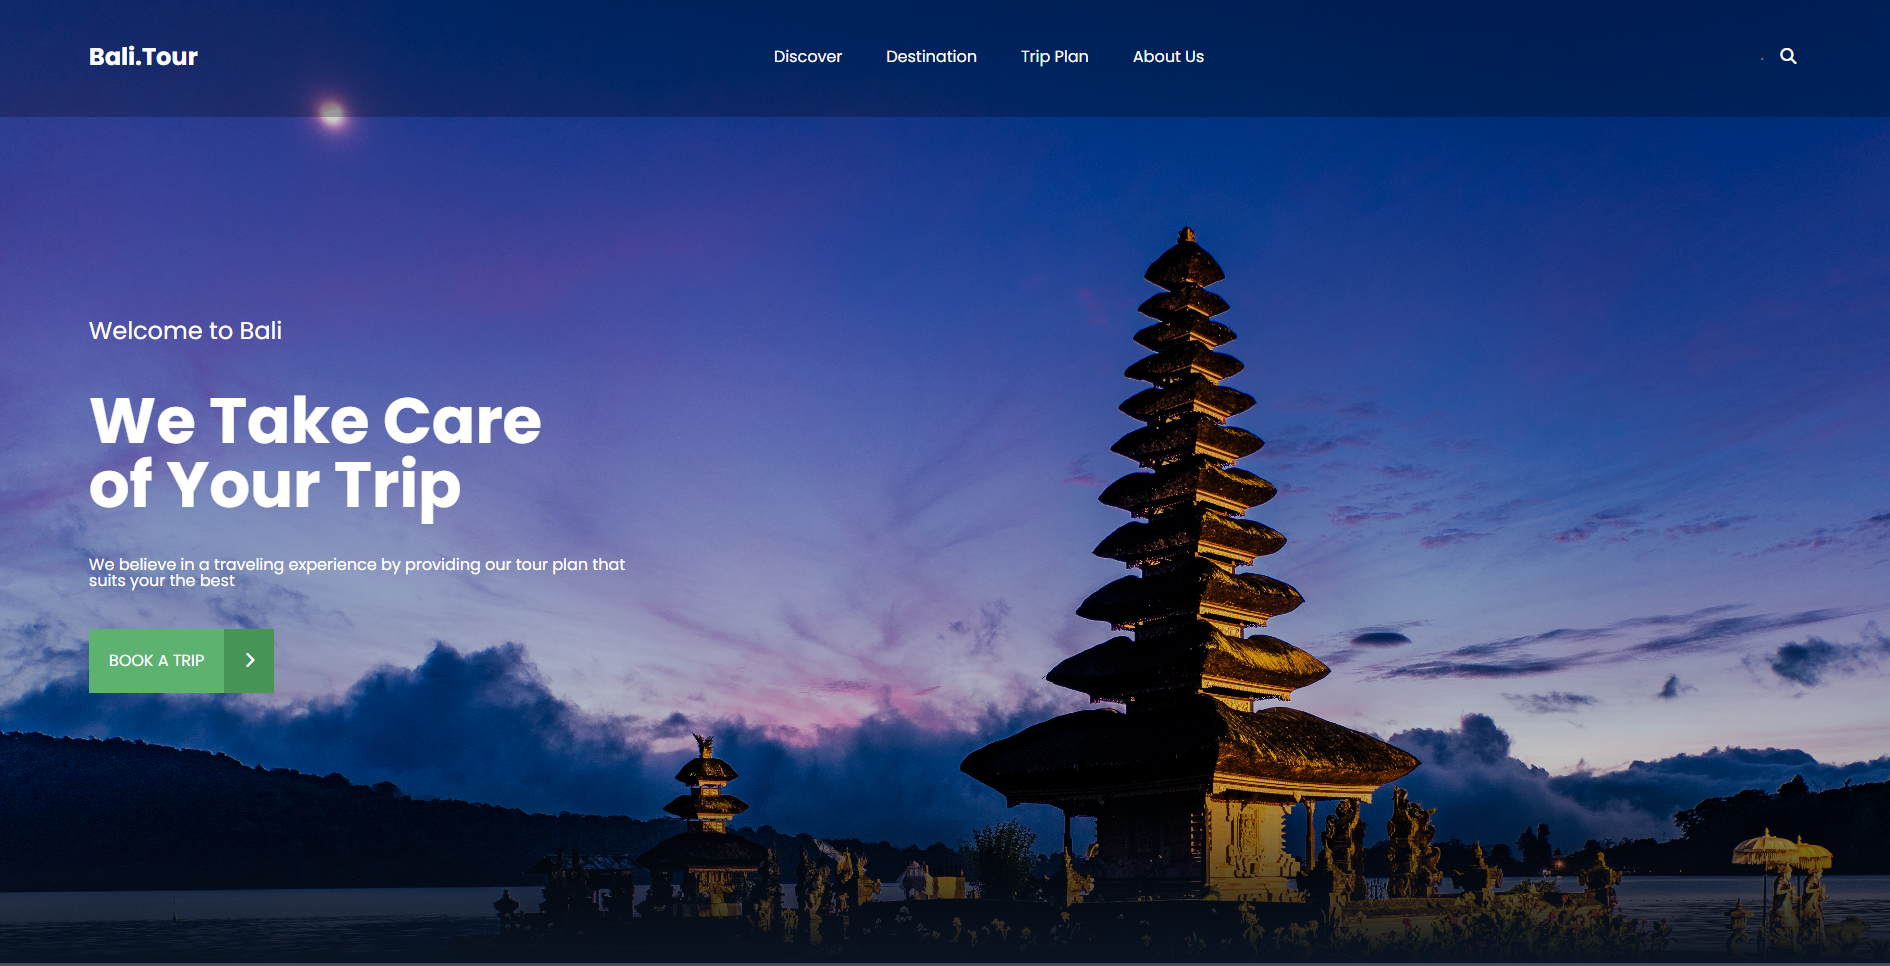 Bali.Tour
Discover
Destination
Trip Plan
About Us
Welcome to Bali
We Take Care
of Your Trip
We believe in a traveling experience by providing our tour plan that
suits your the best
BOOK A TRIP